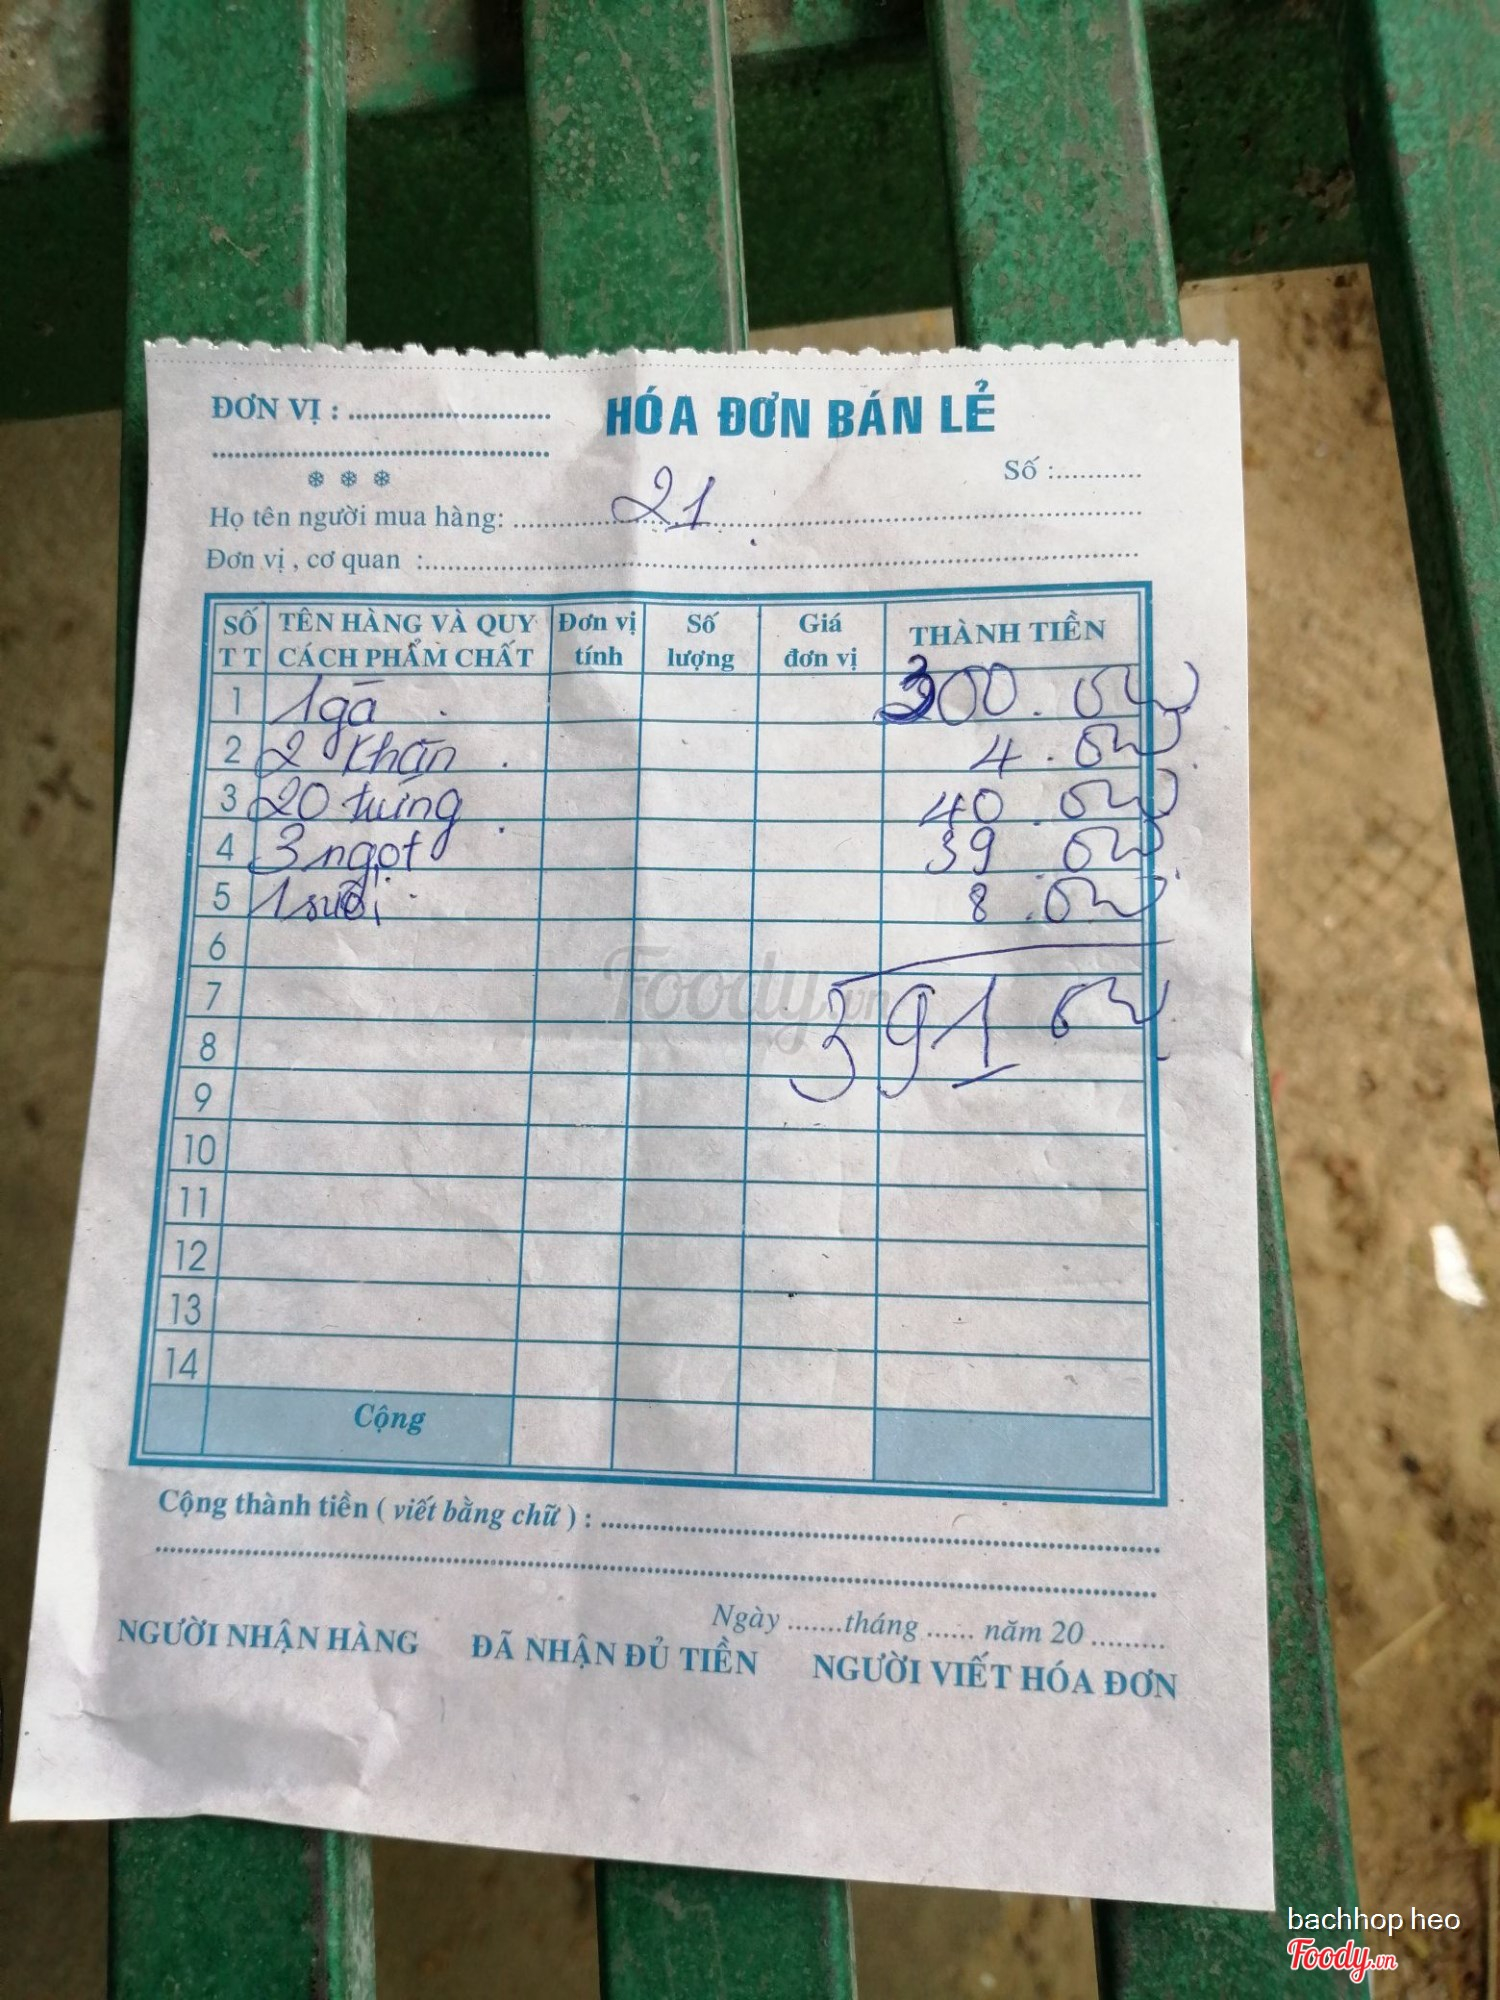 ĐƠN VỊ : ........................
HÓA ĐƠN BÁN LẺ
Số :............
Họ tên người mua hàng: 21
Đơn vị , cơ quan :........................
SỐ TT TÊN HÀNG VÀ QUY CÁCH PHẨM CHẤT Đơn vị tính Số lượng Giá đơn vị THÀNH TIỀN
1 1 gà 300.000
2 2 khăn 4.000
3 20 trứng 40.000
4 3 ngọt 39.000
5 1 suối 8.000
6
7 391 000
8
9
10
11
12
13
14
Cộng
Cộng thành tiền ( viết bằng chữ ) : ........................
Ngày .......tháng ...... năm 20 .........
NGƯỜI NHẬN HÀNG ĐÃ NHẬN ĐỦ TIỀN NGƯỜI VIẾT HÓA ĐƠN
Foody.vn
bachhop heo
Foody.vn